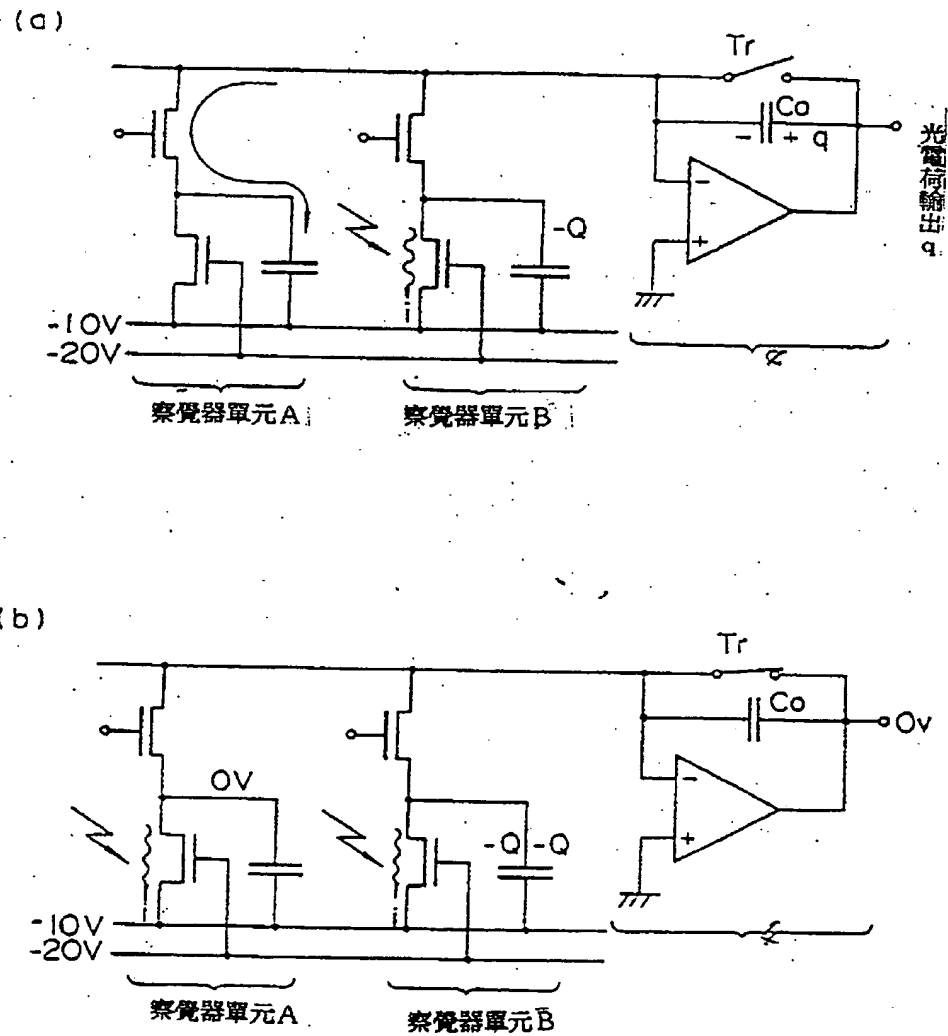 (a)
Tr
Co
- + q
-
+
光電荷輸出q
-Q
i
-10V
-20V
察覺器單元A
察覺器單元B
(b)
Tr
Co
0v
-
+
0V
-Q -Q
i
i
-10V
-20V
察覺器單元A
察覺器單元B